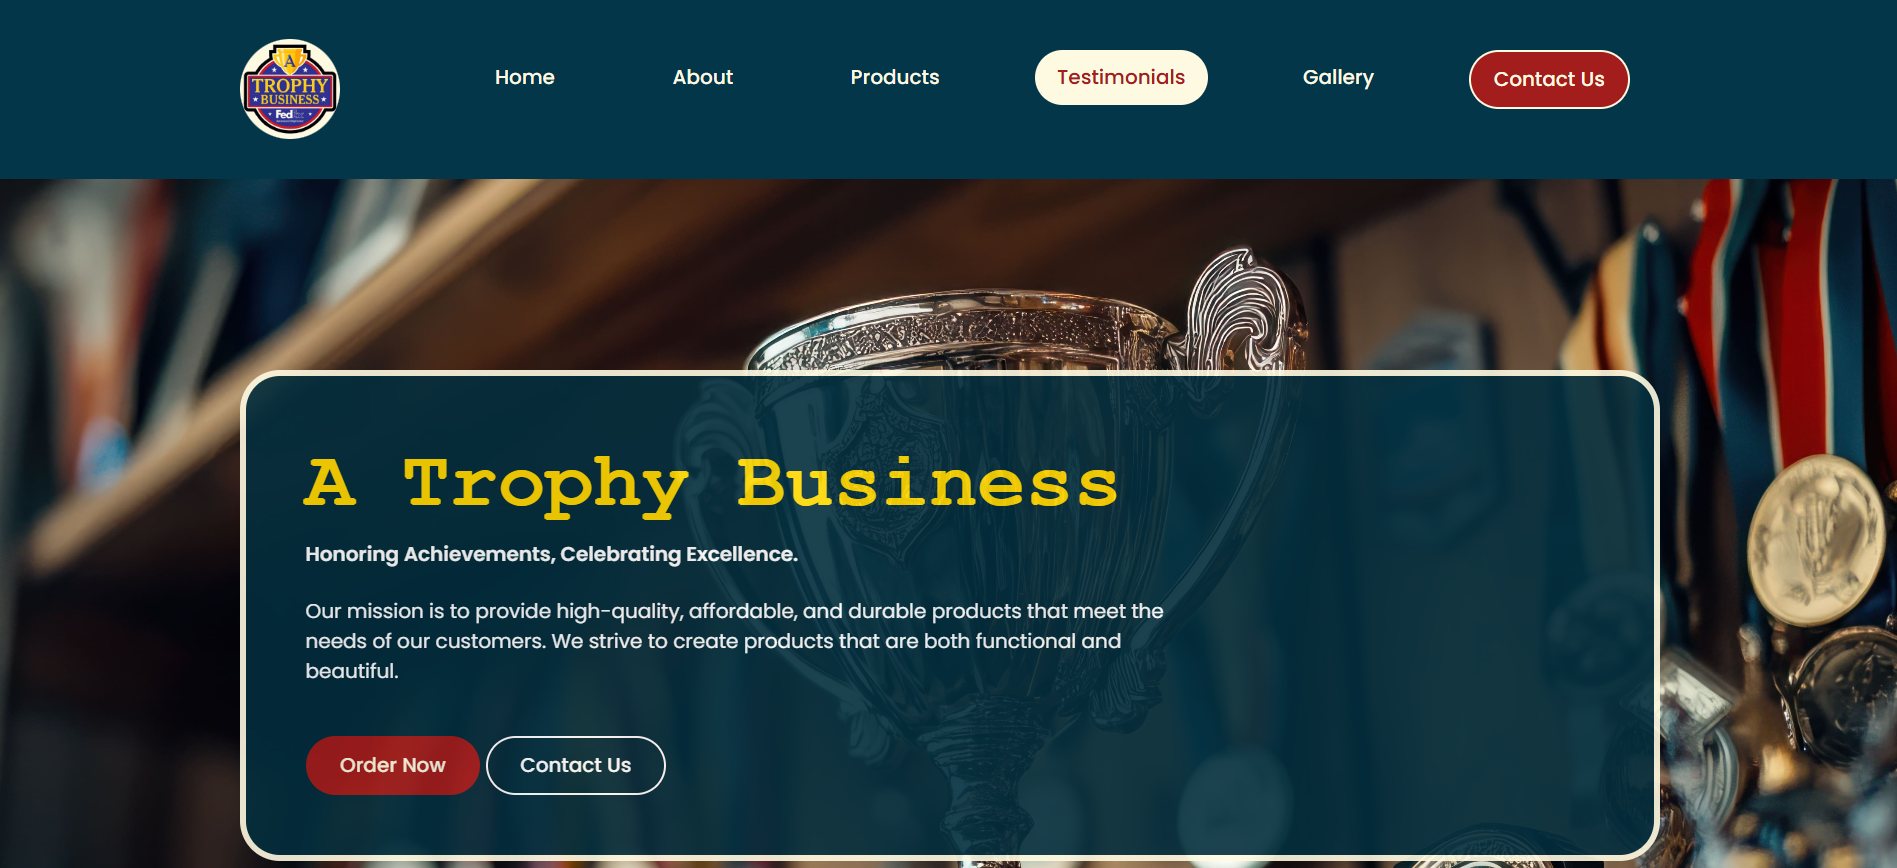 A
TROPHY
BUSINESS
Fed
Home
About
Products
Testimonials
Gallery
Contact Us
A Trophy Business
Honoring Achievements, Celebrating Excellence.
Our mission is to provide high-quality, affordable, and durable products that meet the
needs of our customers. We strive to create products that are both functional and
beautiful.
Order Now
Contact Us